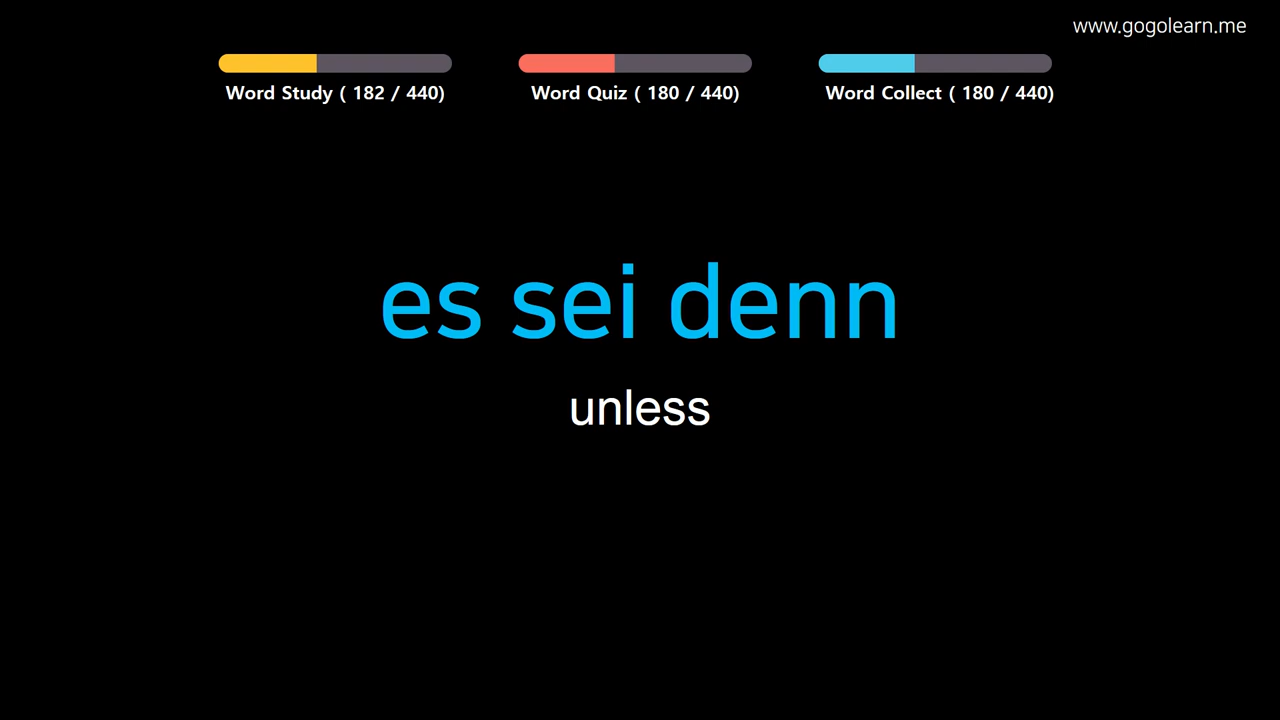 www.gogolearn.me
Word Study ( 182 / 440)
Word Quiz ( 180 / 440)
Word Collect ( 180 / 440)
es sei denn
unless